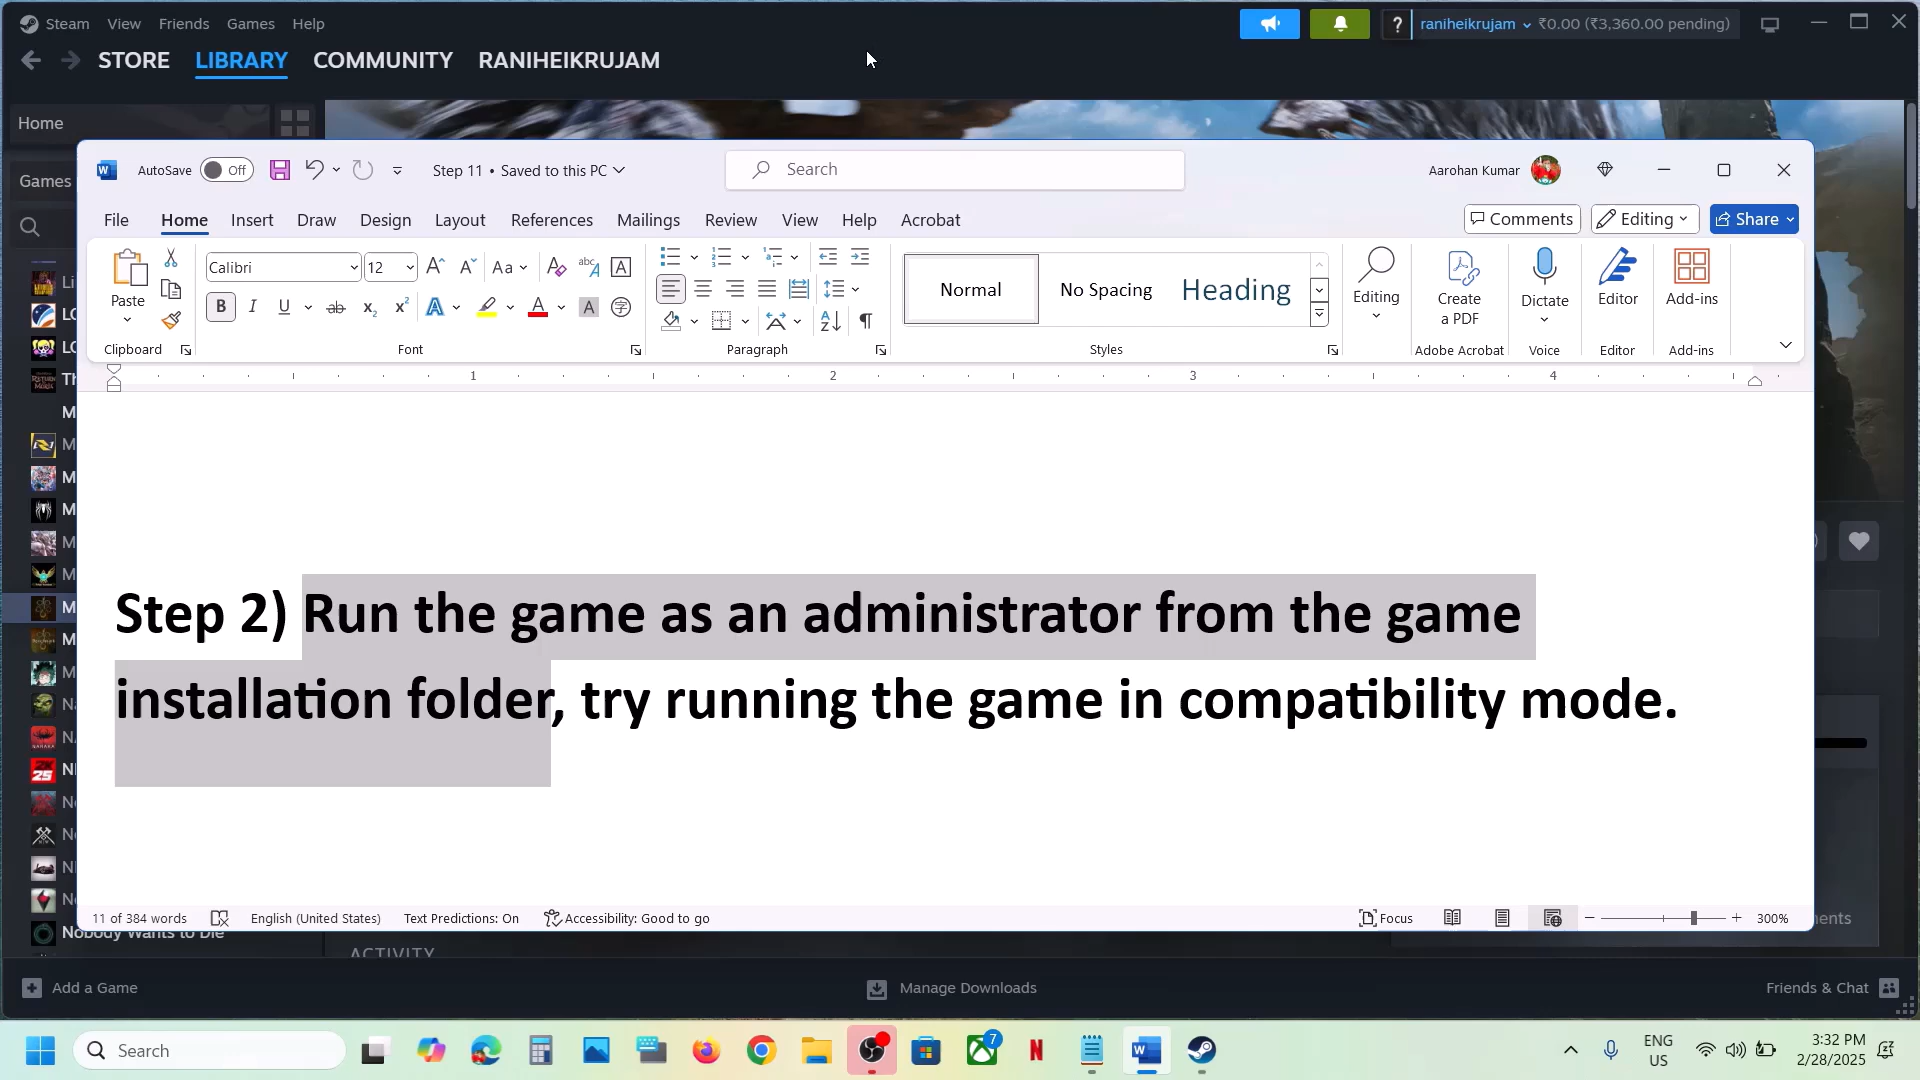 Steam View Friends Games Help
? raniheikrujam ₹0.00 (₹3,360.00 pending)
STORE LIBRARY COMMUNITY RANIHEIKRUJAM
Home
Games
AutoSave Off Step 11 • Saved to this PC
Search
Aarohan Kumar
File Home Insert Draw Design Layout References Mailings Review View Help Acrobat
Comments Editing Share
Paste
Clipboard
Calibri 12
Font
Paragraph
Normal No Spacing Heading
Styles
Editing
Create a PDF
Adobe Acrobat
Dictate
Voice
Editor
Editor
Add-ins
Add-ins
1 2 3 4
Step 2) Run the game as an administrator from the game
installation folder, try running the game in compatibility mode.
11 of 384 words English (United States) Text Predictions: On Accessibility: Good to go
Focus 300%
Nobody Wants to Die
ACTIVITY
Add a Game Manage Downloads Friends & Chat
Search
7
ENG
US
3:32 PM
2/28/2025